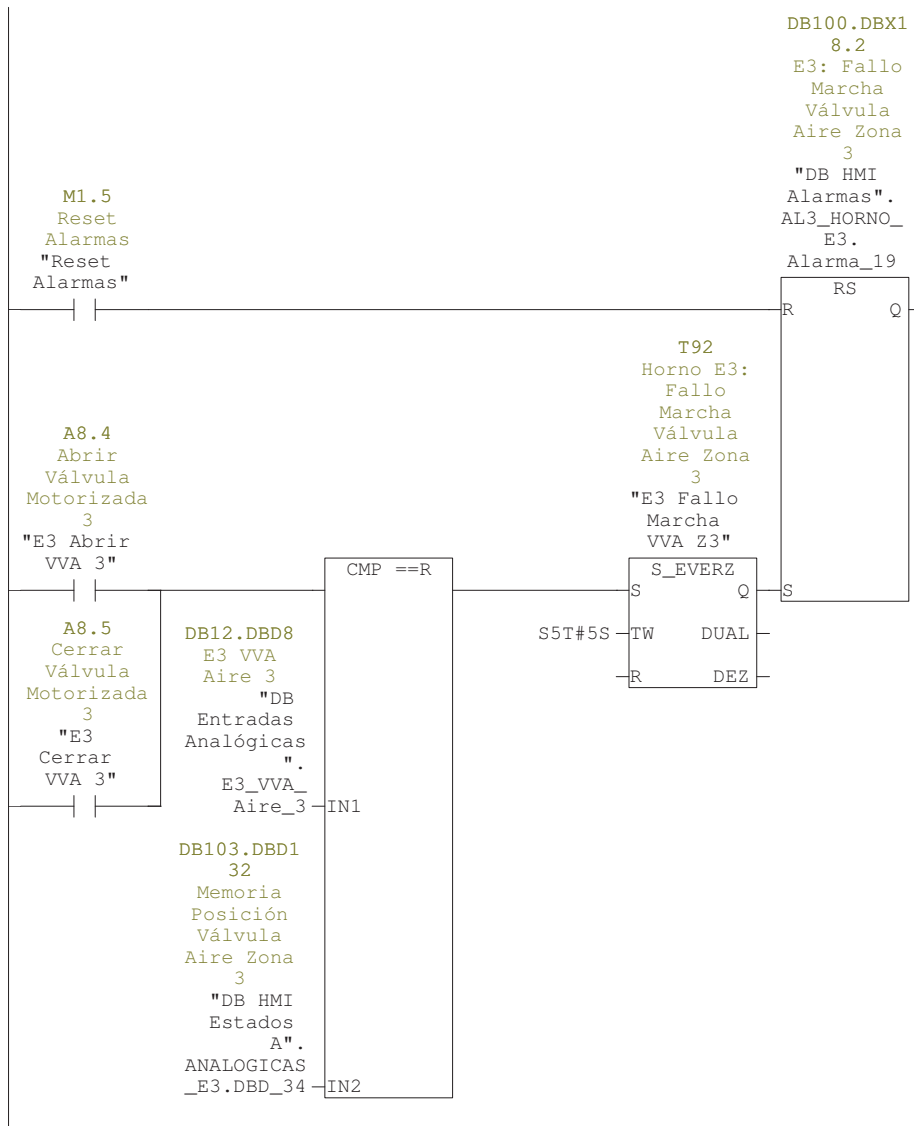 DB100.DBX1
8.2
E3: Fallo
Marcha
Válvula
Aire Zona
3
"DB HMI
Alarmas".
AL3_HORNO_
E3.
Alarma_19
M1.5
Reset
Alarmas
"Reset
Alarmas"
RS
R
Q
T92
Horno E3:
Fallo
Marcha
Válvula
Aire Zona
3
"E3 Fallo
Marcha
VVA Z3"
A8.4
Abrir
Válvula
Motorizada
3
"E3 Abrir
VVA 3"
CMP ==R
S_EVERZ
S
Q
S
S5T#5S
TW
DUAL
R
DEZ
A8.5
Cerrar
Válvula
Motorizada
3
"E3
Cerrar
VVA 3"
DB12.DBD8
E3 VVA
Aire 3
"DB
Entradas
Analógicas
".
E3_VVA_
Aire_3
IN1
DB103.DBD1
32
Memoria
Posición
Válvula
Aire Zona
3
"DB HMI
Estados
A".
ANALOGICAS
_E3.DBD_34
IN2